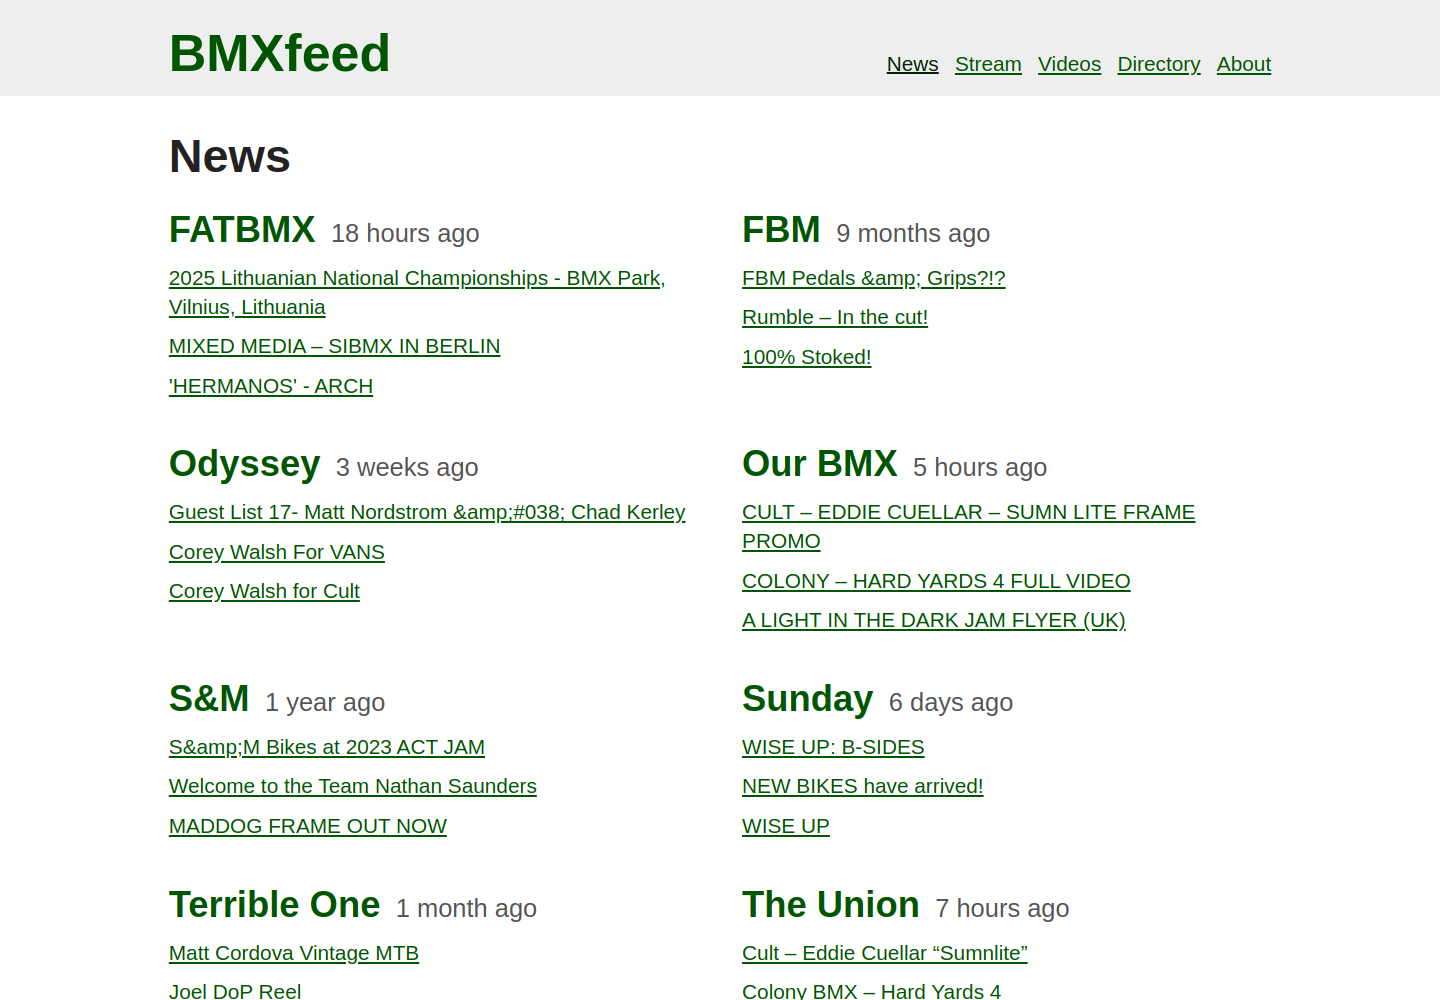 BMXfeed
News Stream Videos Directory About
News
FATBMX 18 hours ago
2025 Lithuanian National Championships - BMX Park,
Vilnius, Lithuania
MIXED MEDIA – SIBMX IN BERLIN
'HERMANOS' - ARCH
FBM 9 months ago
FBM Pedals &amp; Grips?!?
Rumble – In the cut!
100% Stoked!
Odyssey 3 weeks ago
Guest List 17- Matt Nordstrom &amp;#038; Chad Kerley
Corey Walsh For VANS
Corey Walsh for Cult
Our BMX 5 hours ago
CULT – EDDIE CUELLAR – SUMN LITE FRAME
PROMO
COLONY – HARD YARDS 4 FULL VIDEO
A LIGHT IN THE DARK JAM FLYER (UK)
S&M 1 year ago
S&amp;M Bikes at 2023 ACT JAM
Welcome to the Team Nathan Saunders
MADDOG FRAME OUT NOW
Sunday 6 days ago
WISE UP: B-SIDES
NEW BIKES have arrived!
WISE UP
Terrible One 1 month ago
Matt Cordova Vintage MTB
Joel DoP Reel
The Union 7 hours ago
Cult – Eddie Cuellar “Sumnlite”
Colony BMX – Hard Yards 4